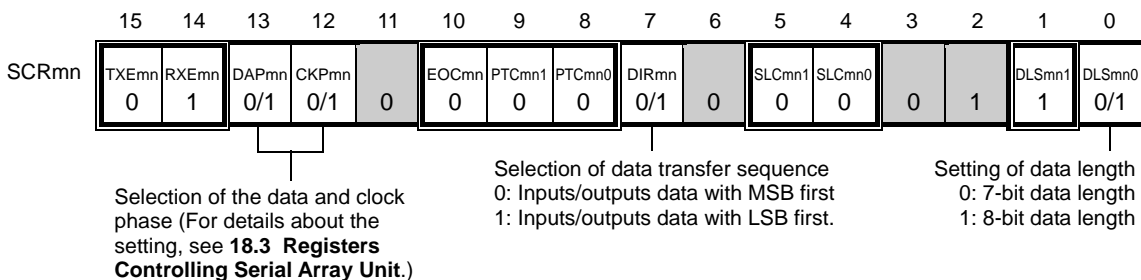 15 14 13 12 11 10 9 8 7 6 5 4 3 2 1 0
SCRmn
TXEmn RXEmn DAPmn CKPmn EOCmn PTCmn1 PTCmn0 DIRmn SLCmn1 SLCmn0 DLSmn1 DLSmn0
0 1 0/1 0/1 0 0 0 0 0/1 0 0 0 0 1 1 0/1
Selection of the data and clock
phase (For details about the
setting, see 18.3 Registers
Controlling Serial Array Unit.)
Selection of data transfer sequence
0: Inputs/outputs data with MSB first
1: Inputs/outputs data with LSB first.
Setting of data length
0: 7-bit data length
1: 8-bit data length